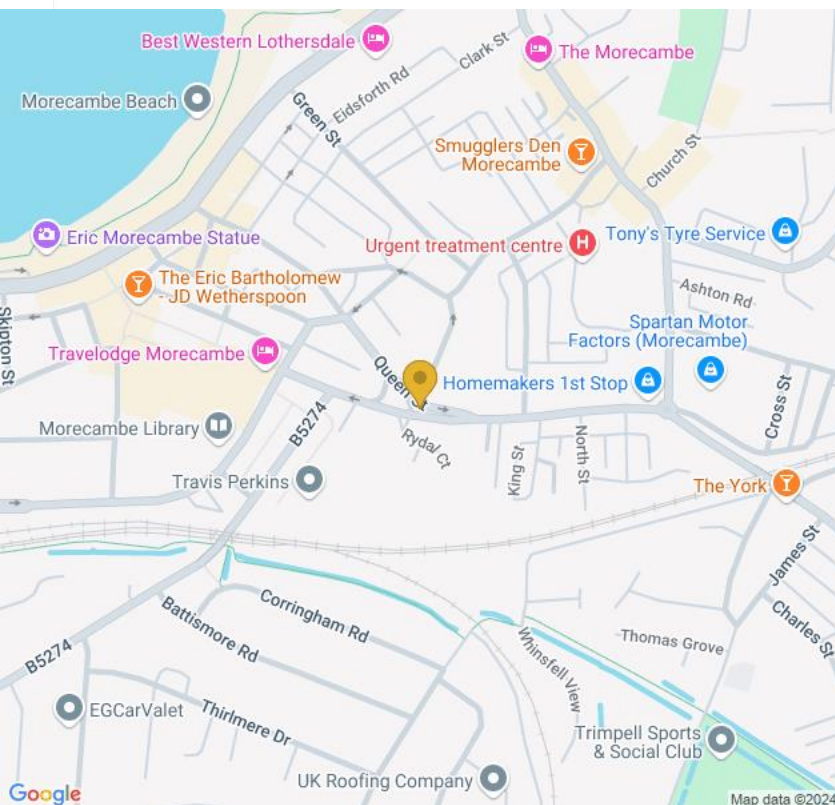 Best Western Lothersdale
Clark St
The Morecambe
Morecambe Beach
Eidsforth Rd
Green St
Smugglers Den
Morecambe
Church St
Eric Morecambe Statue
Urgent treatment centre
Tony's Tyre Service
The Eric Bartholomew
- JD Wetherspoon
Ashton Rd
Skipton St
Spartan Motor
Factors (Morecambe)
Travelodge Morecambe
Queen St
Homemakers 1st Stop
Cross St
Morecambe Library
B5274
Rydal Ct
King St
North St
Travis Perkins
The York
James St
Corringham Rd
Battismore Rd
Charles St
Whinsfell View
Thomas Grove
B5274
EGCarValet
Thirlmere Dr
Trimpell Sports
& Social Club
UK Roofing Company
Google
Map data ©2024